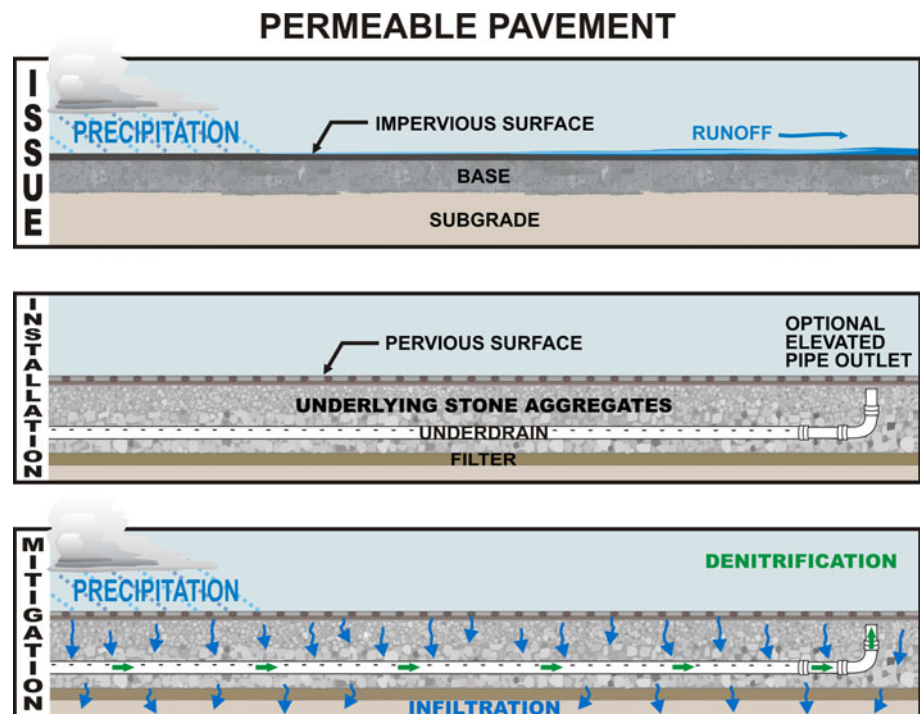 PERMEABLE PAVEMENT
ISSUE
PRECIPITATION
IMPERVIOUS SURFACE
RUNOFF
BASE
SUBGRADE
INSTALLATION
PERVIOUS SURFACE
OPTIONAL
ELEVATED
PIPE OUTLET
UNDERLYING STONE AGGREGATES
UNDERDRAIN
FILTER
MITIGATION
PRECIPITATION
DENITRIFICATION
INFILTRATION